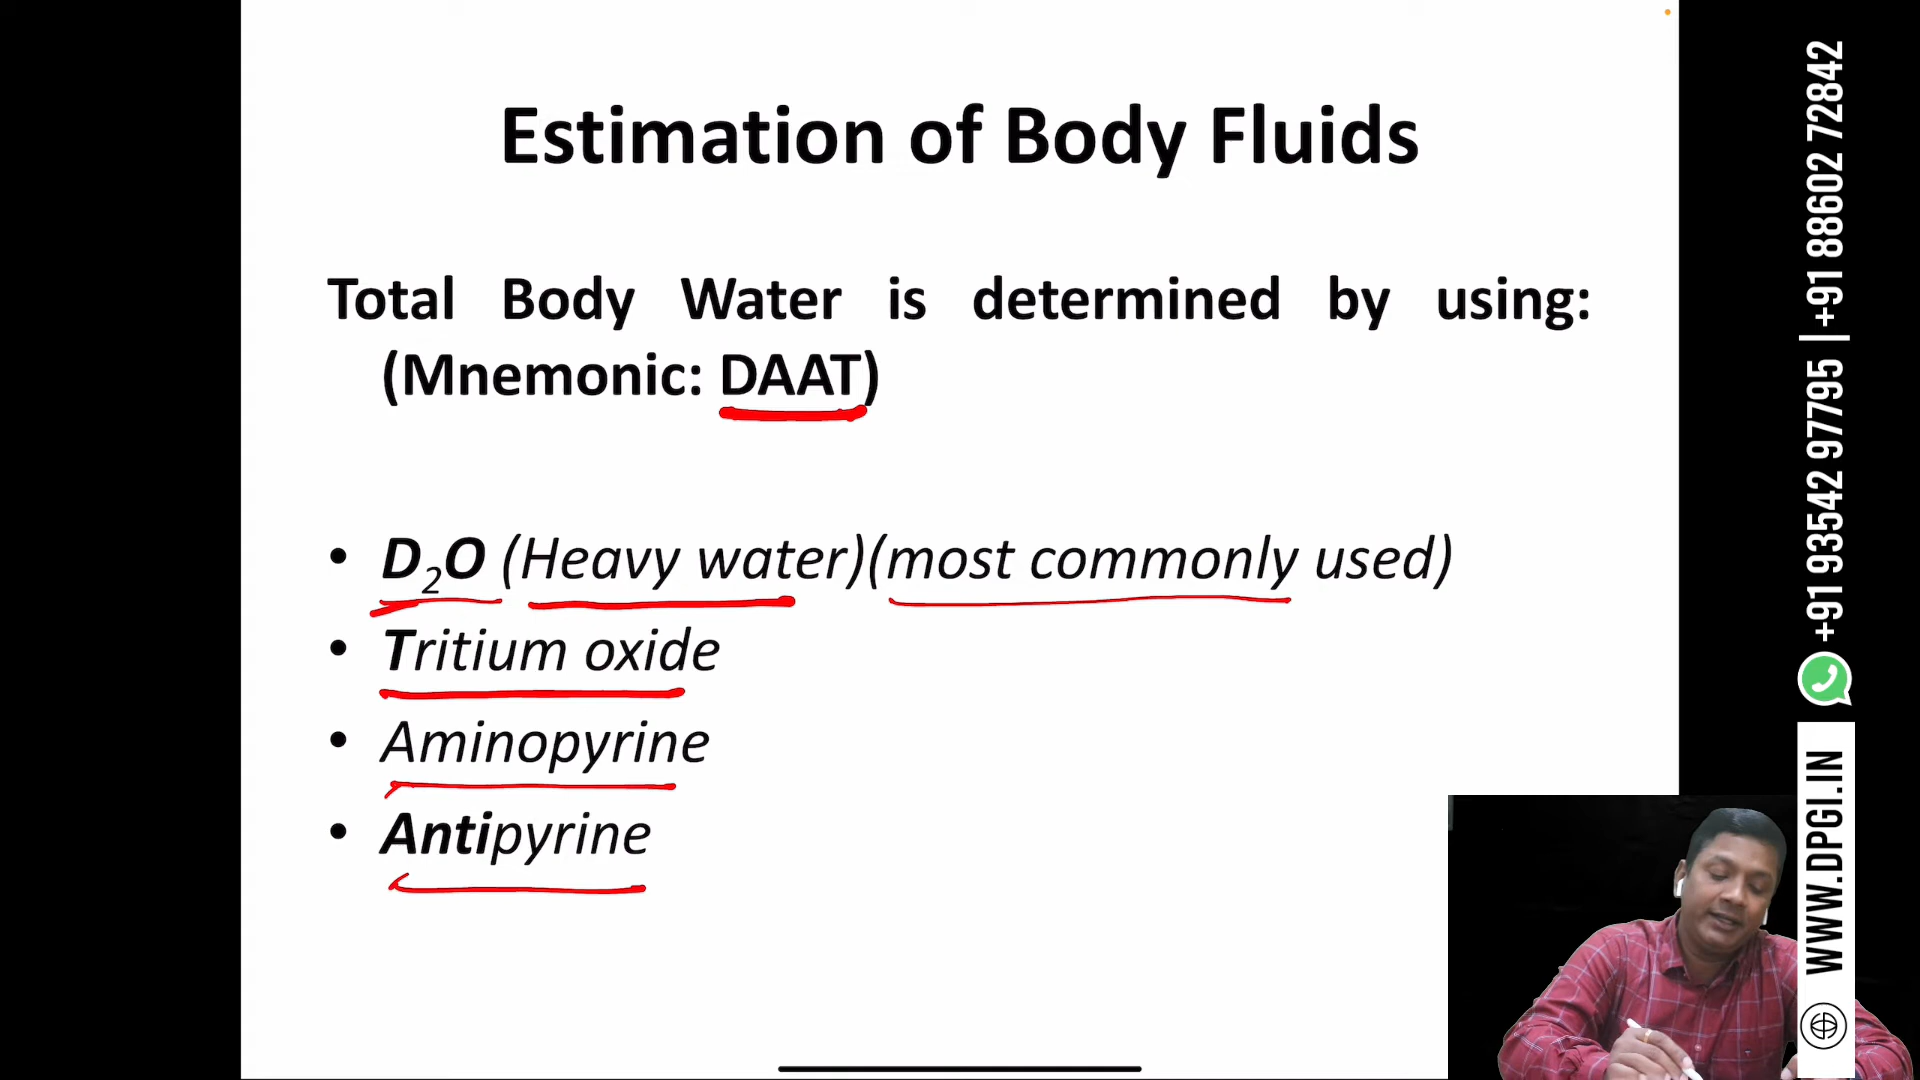 Estimation of Body Fluids
Total Body Water is determined by using:
(Mnemonic: DAAT)
• D₂O (Heavy water)(most commonly used)
• Tritium oxide
• Aminopyrine
• Antipyrine
WWW.DPGI.IN +91 93542 97795 | +91 88602 72842